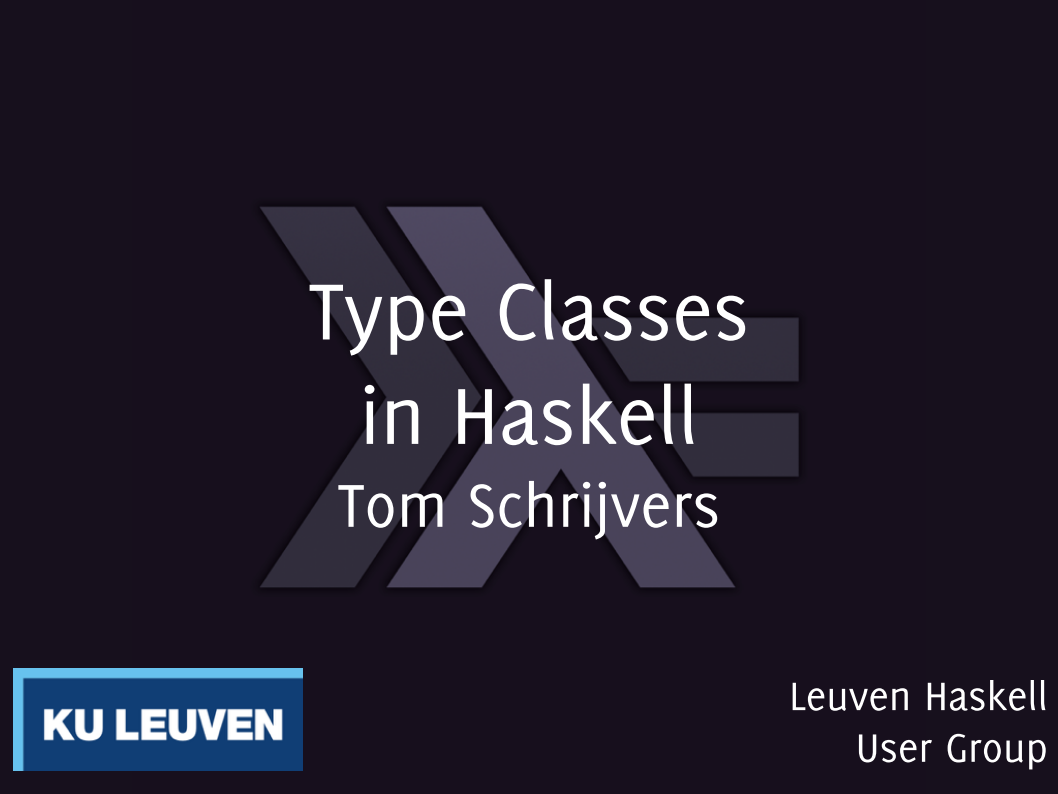 Type Classes
in Haskell
Tom Schrijvers
KU LEUVEN
Leuven Haskell
User Group